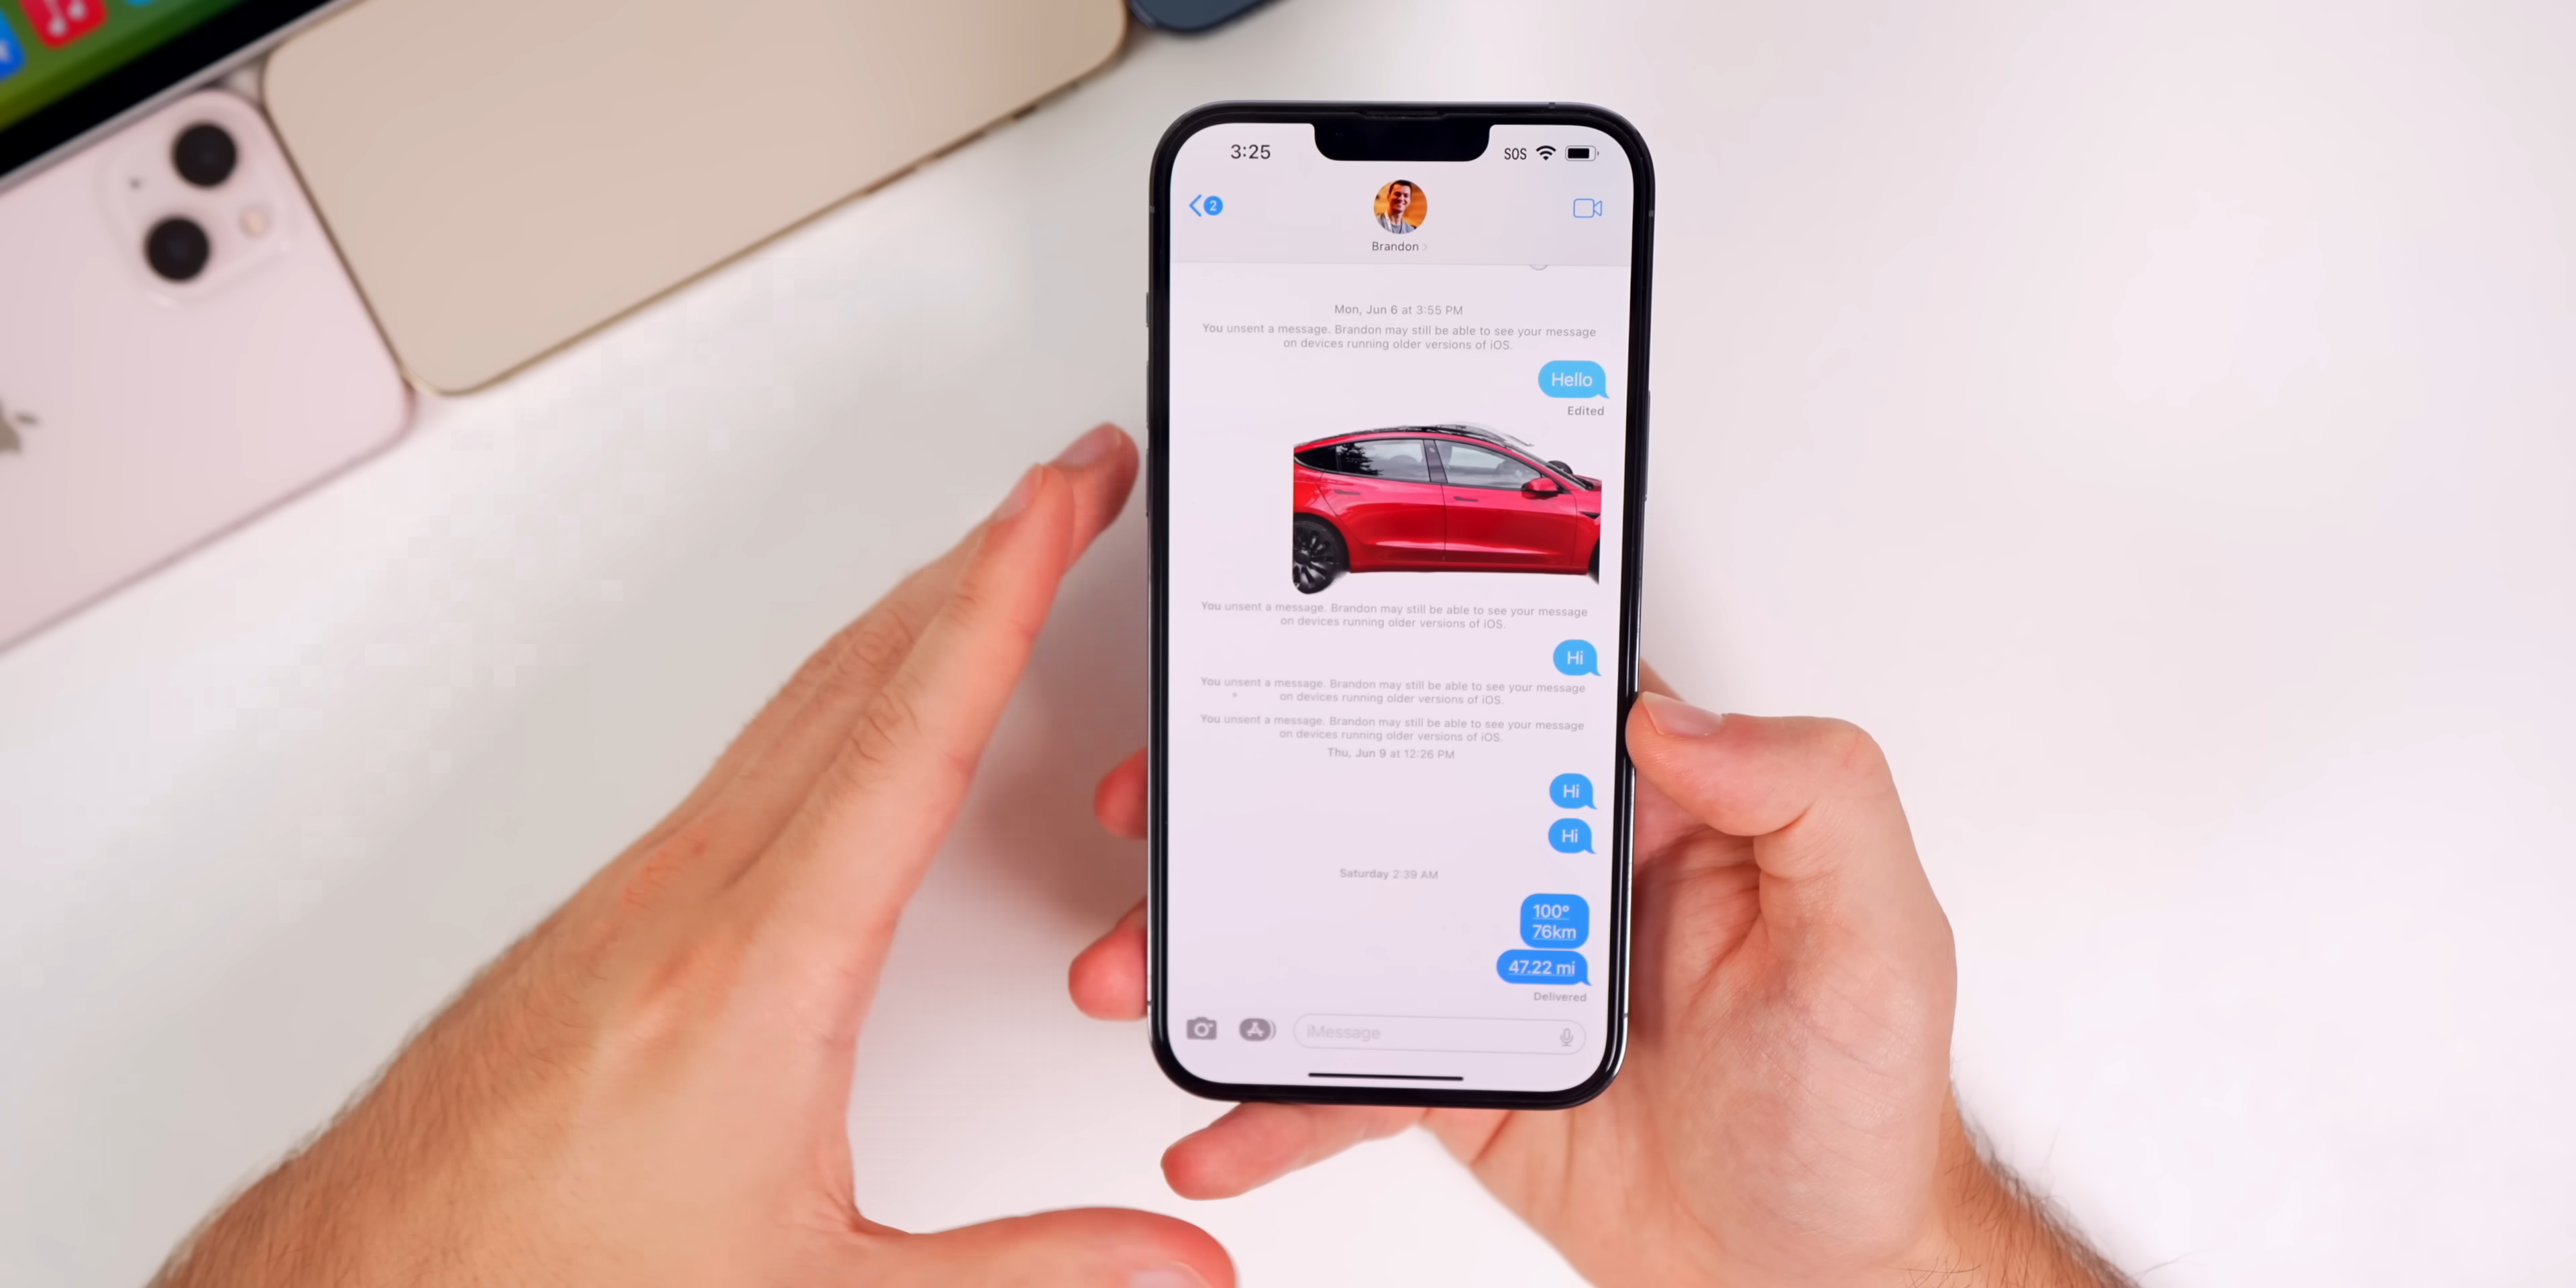 3:25
SOS
2
Brandon
Mon, Jun 6 at 3:55 PM
You unsent a message. Brandon may still be able to see your message
on devices running older versions of iOS.
Hello
Edited
You unsent a message. Brandon may still be able to see your message
on devices running older versions of iOS.
Hi
You unsent a message. Brandon may still be able to see your message
on devices running older versions of iOS.
You unsent a message. Brandon may still be able to see your message
on devices running older versions of iOS.
Thu, Jun 9 at 12:26 PM
Hi
Hi
Saturday 2:39 AM
100°
76km
47.22 mi
Delivered
iMessage